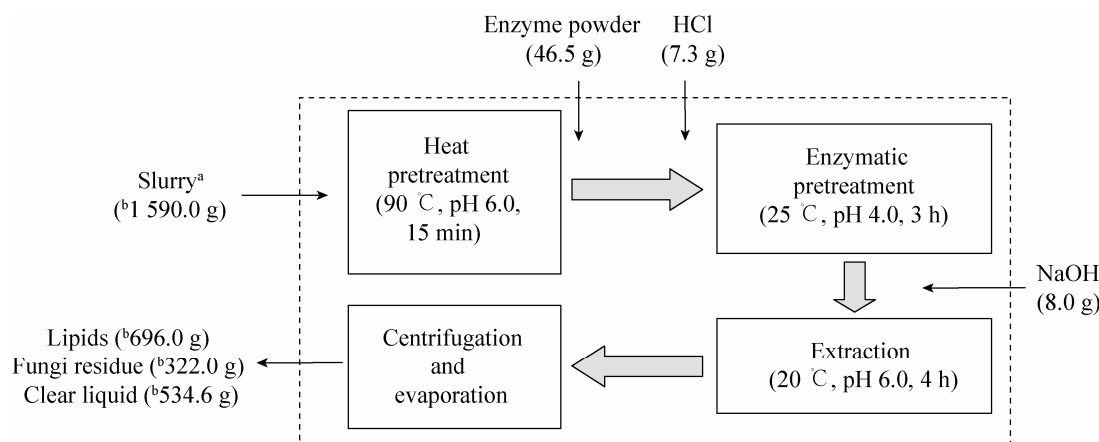 Enzyme powder
(46.5 g)
HCl
(7.3 g)
Slurryᵃ
(ᵇ1 590.0 g)
Heat
pretreatment
(90 ℃, pH 6.0,
15 min)
Enzymatic
pretreatment
(25 ℃, pH 4.0, 3 h)
NaOH
(8.0 g)
Extraction
(20 ℃, pH 6.0, 4 h)
Centrifugation
and
evaporation
Lipids (ᵇ696.0 g)
Fungi residue (ᵇ322.0 g)
Clear liquid (ᵇ534.6 g)